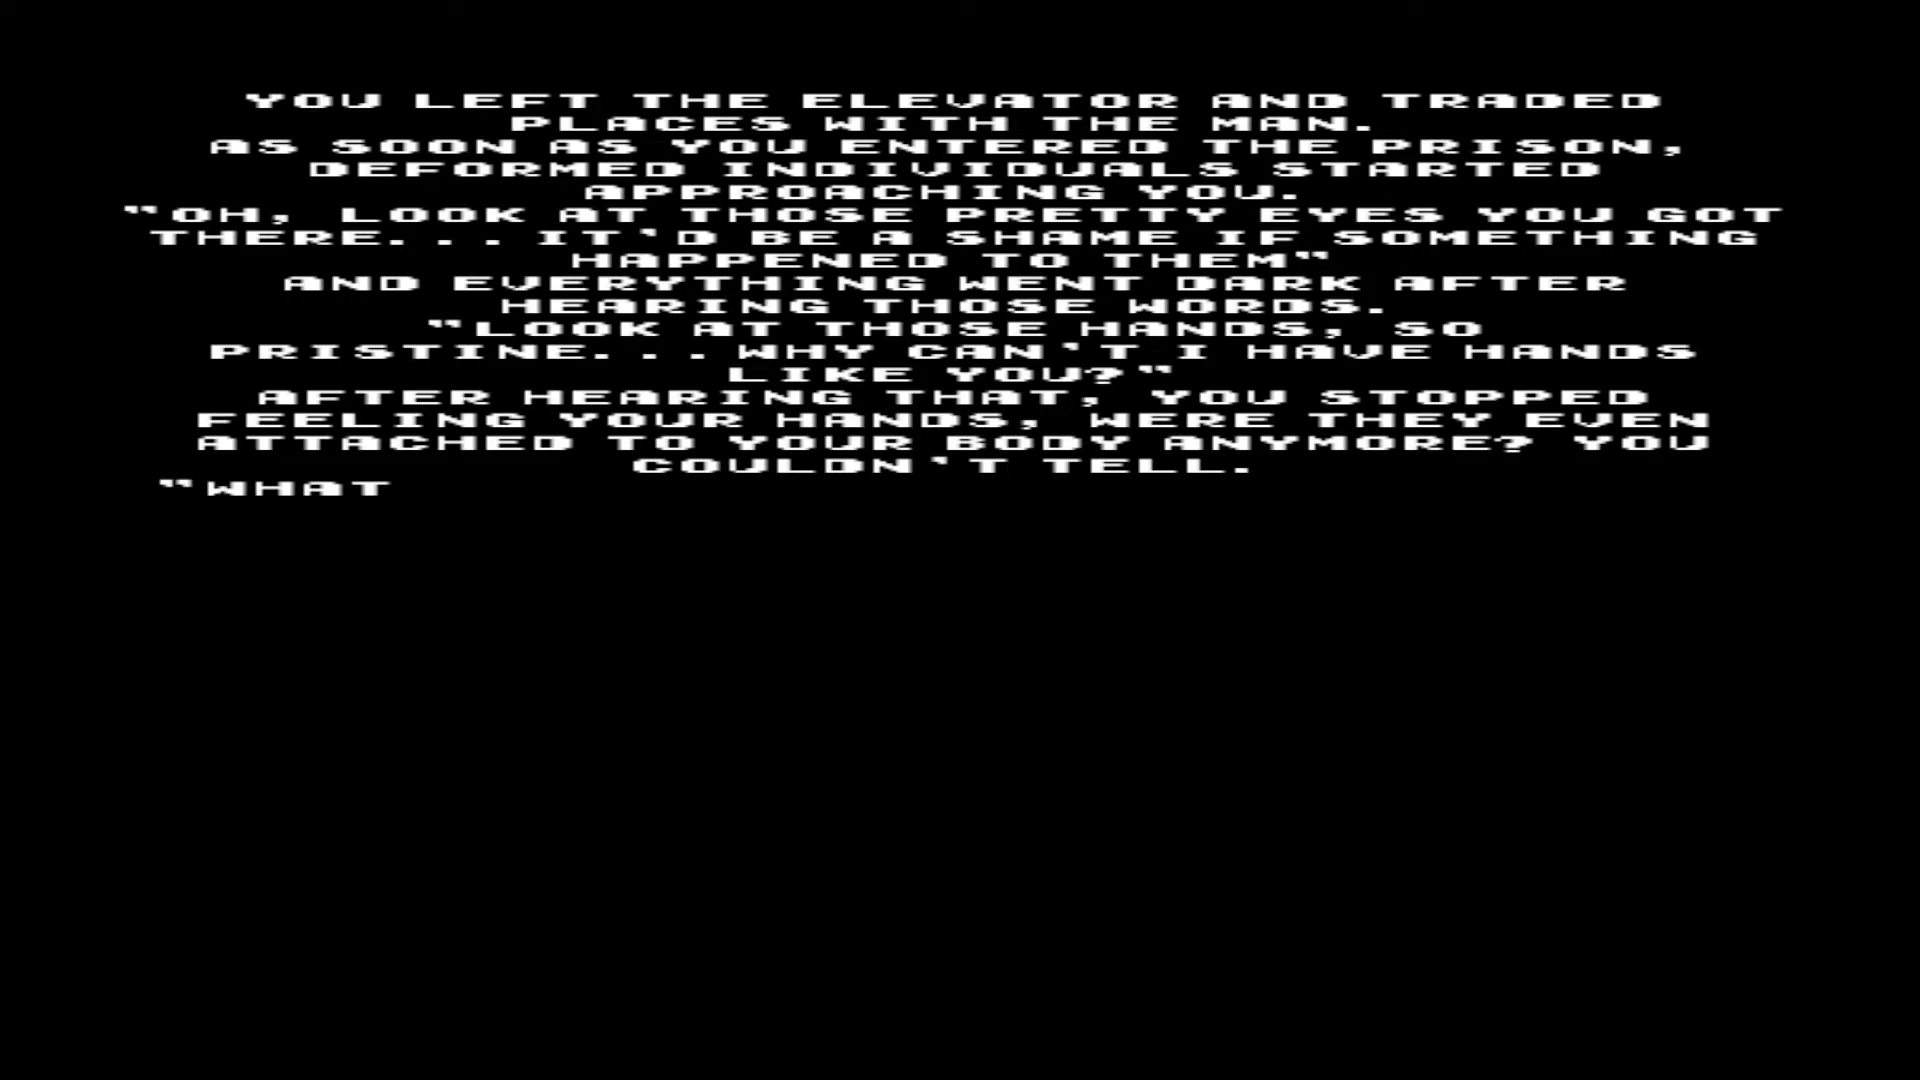 YOU LEFT THE ELEVATOR AND TRADED
PLACES WITH THE MAN.
AS SOON AS YOU ENTERED THE PRISON,
DEFORMED INDIVIDUALS STARTED
APPROACHING YOU.
"OH, LOOK AT THOSE PRETTY EYES YOU GOT
THERE...IT'D BE A SHAME IF SOMETHING
HAPPENED TO THEM"
AND EVERYTHING WENT DARK AFTER
HEARING THOSE WORDS.
"LOOK AT THOSE HANDS, SO
PRISTINE...WHY CAN'T I HAVE HANDS
LIKE YOU?"
AFTER HEARING THAT, YOU STOPPED
FEELING YOUR HANDS, WERE THEY EVEN
ATTACHED TO YOUR BODY ANYMORE? YOU
COULDN'T TELL.
"WHAT